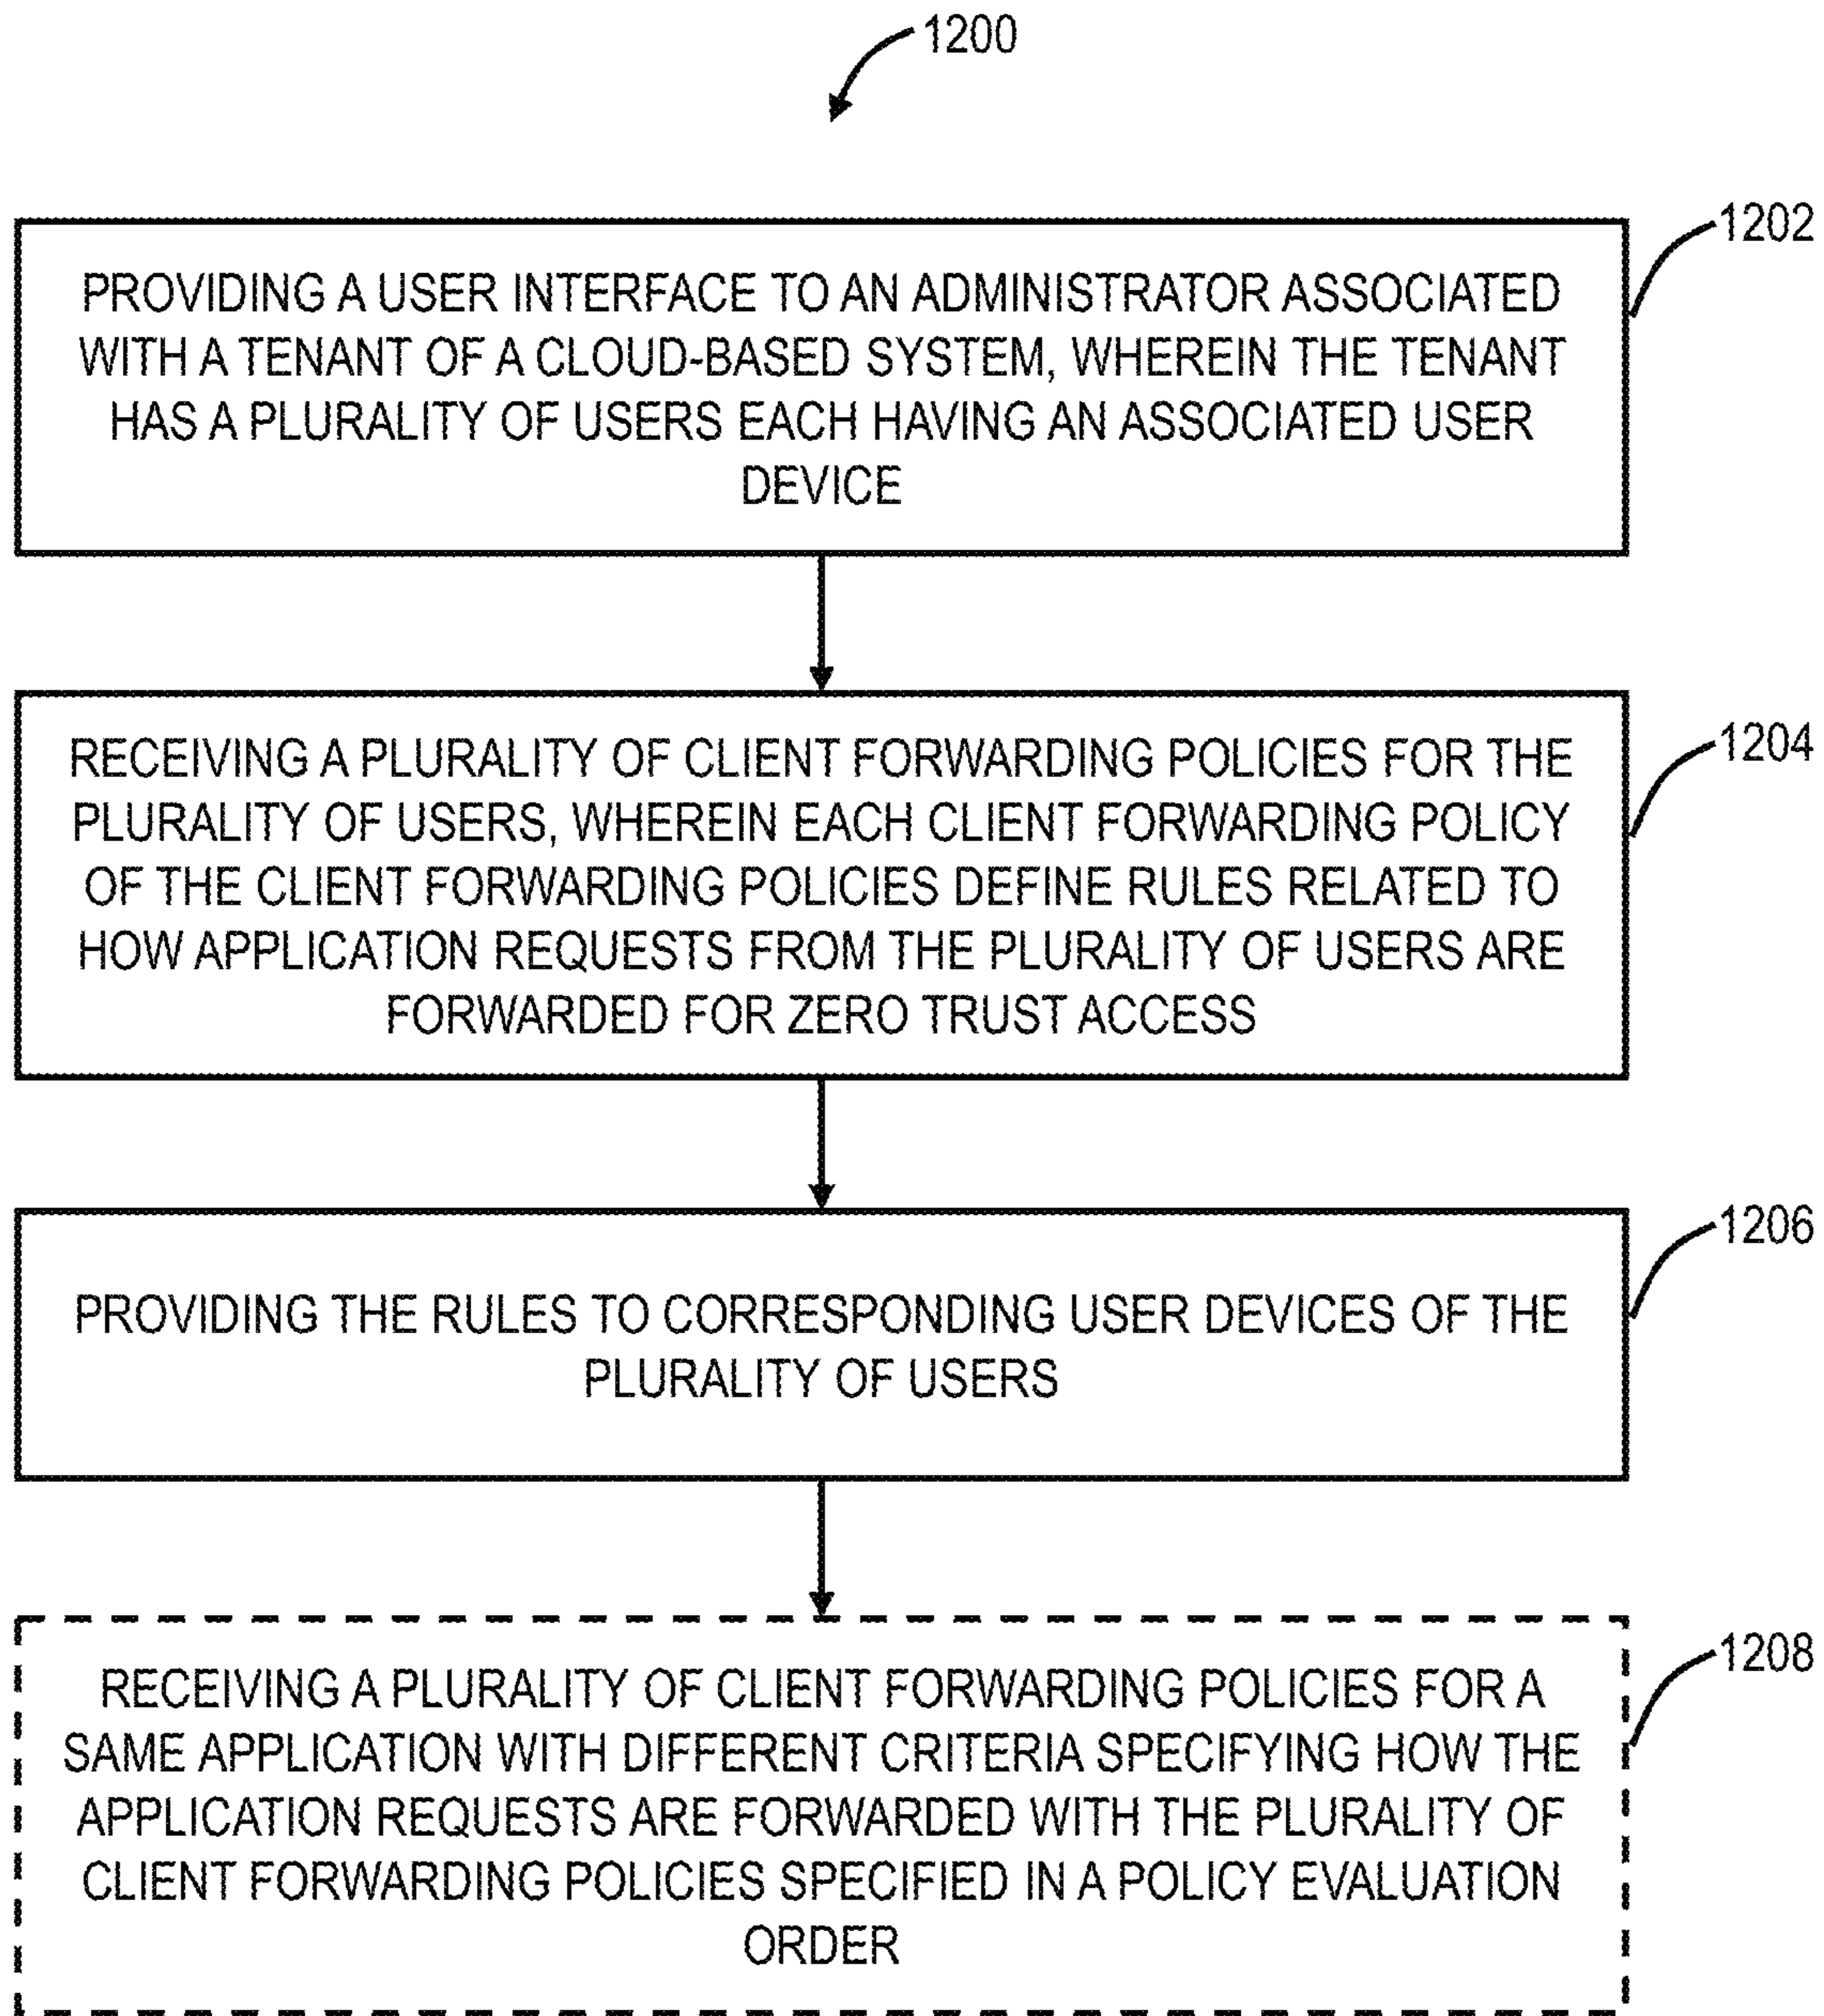 1200
1202
PROVIDING A USER INTERFACE TO AN ADMINISTRATOR ASSOCIATED
WITH A TENANT OF A CLOUD-BASED SYSTEM, WHEREIN THE TENANT
HAS A PLURALITY OF USERS EACH HAVING AN ASSOCIATED USER
DEVICE
1204
RECEIVING A PLURALITY OF CLIENT FORWARDING POLICIES FOR THE
PLURALITY OF USERS, WHEREIN EACH CLIENT FORWARDING POLICY
OF THE CLIENT FORWARDING POLICIES DEFINE RULES RELATED TO
HOW APPLICATION REQUESTS FROM THE PLURALITY OF USERS ARE
FORWARDED FOR ZERO TRUST ACCESS
1206
PROVIDING THE RULES TO CORRESPONDING USER DEVICES OF THE
PLURALITY OF USERS
1208
RECEIVING A PLURALITY OF CLIENT FORWARDING POLICIES FOR A
SAME APPLICATION WITH DIFFERENT CRITERIA SPECIFYING HOW THE
APPLICATION REQUESTS ARE FORWARDED WITH THE PLURALITY OF
CLIENT FORWARDING POLICIES SPECIFIED IN A POLICY EVALUATION
ORDER